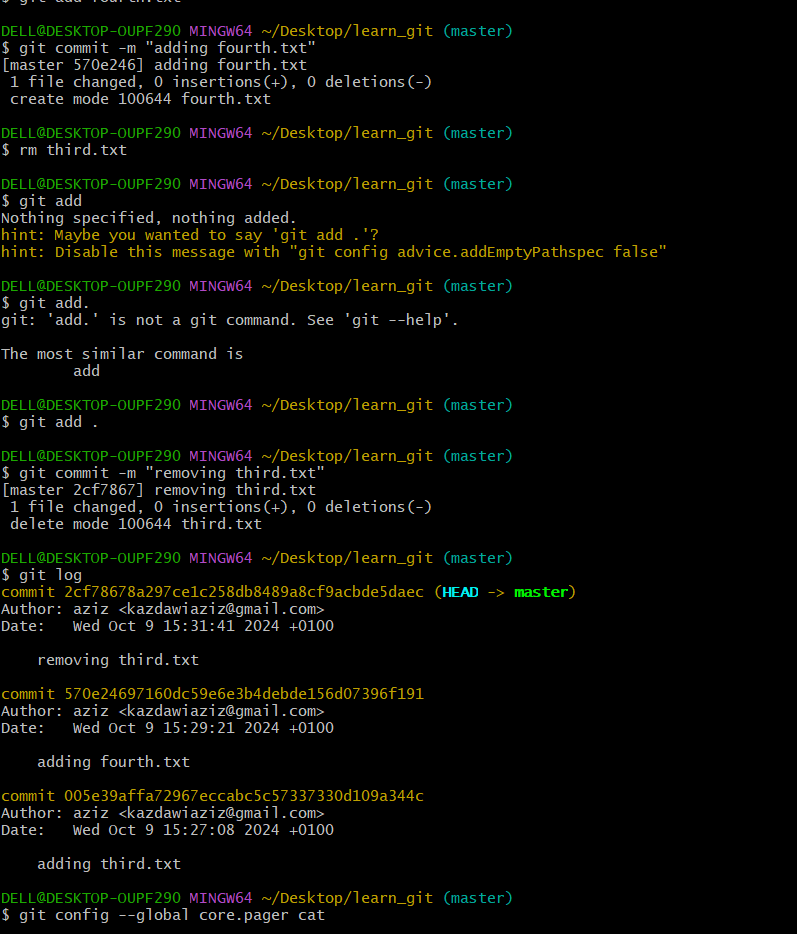 $ git add fourth.txt
DELL@DESKTOP-OUPF290 MINGW64 ~/Desktop/learn_git (master)
$ git commit -m "adding fourth.txt"
[master 570e246] adding fourth.txt
 1 file changed, 0 insertions(+), 0 deletions(-)
 create mode 100644 fourth.txt
DELL@DESKTOP-OUPF290 MINGW64 ~/Desktop/learn_git (master)
$ rm third.txt
DELL@DESKTOP-OUPF290 MINGW64 ~/Desktop/learn_git (master)
$ git add
Nothing specified, nothing added.
hint: Maybe you wanted to say 'git add .'?
hint: Disable this message with "git config advice.addEmptyPathspec false"
DELL@DESKTOP-OUPF290 MINGW64 ~/Desktop/learn_git (master)
$ git add.
git: 'add.' is not a git command. See 'git --help'.
The most similar command is
        add
DELL@DESKTOP-OUPF290 MINGW64 ~/Desktop/learn_git (master)
$ git add .
DELL@DESKTOP-OUPF290 MINGW64 ~/Desktop/learn_git (master)
$ git commit -m "removing third.txt"
[master 2cf7867] removing third.txt
 1 file changed, 0 insertions(+), 0 deletions(-)
 delete mode 100644 third.txt
DELL@DESKTOP-OUPF290 MINGW64 ~/Desktop/learn_git (master)
$ git log
commit 2cf78678a297ce1c258db8489a8cf9acbde5daec (HEAD -> master)
Author: aziz <kazdawiaziz@gmail.com>
Date:   Wed Oct 9 15:31:41 2024 +0100
    removing third.txt
commit 570e24697160dc59e6e3b4debde156d07396f191
Author: aziz <kazdawiaziz@gmail.com>
Date:   Wed Oct 9 15:29:21 2024 +0100
    adding fourth.txt
commit 005e39affa72967eccabc5c57337330d109a344c
Author: aziz <kazdawiaziz@gmail.com>
Date:   Wed Oct 9 15:27:08 2024 +0100
    adding third.txt
DELL@DESKTOP-OUPF290 MINGW64 ~/Desktop/learn_git (master)
$ git config --global core.pager cat